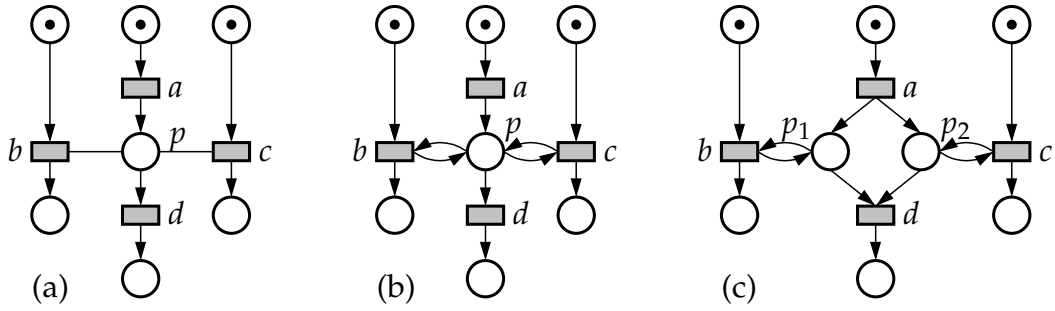 a a a
p p p₁ p₂
b c b c b c
d d d
(a) (b) (c)